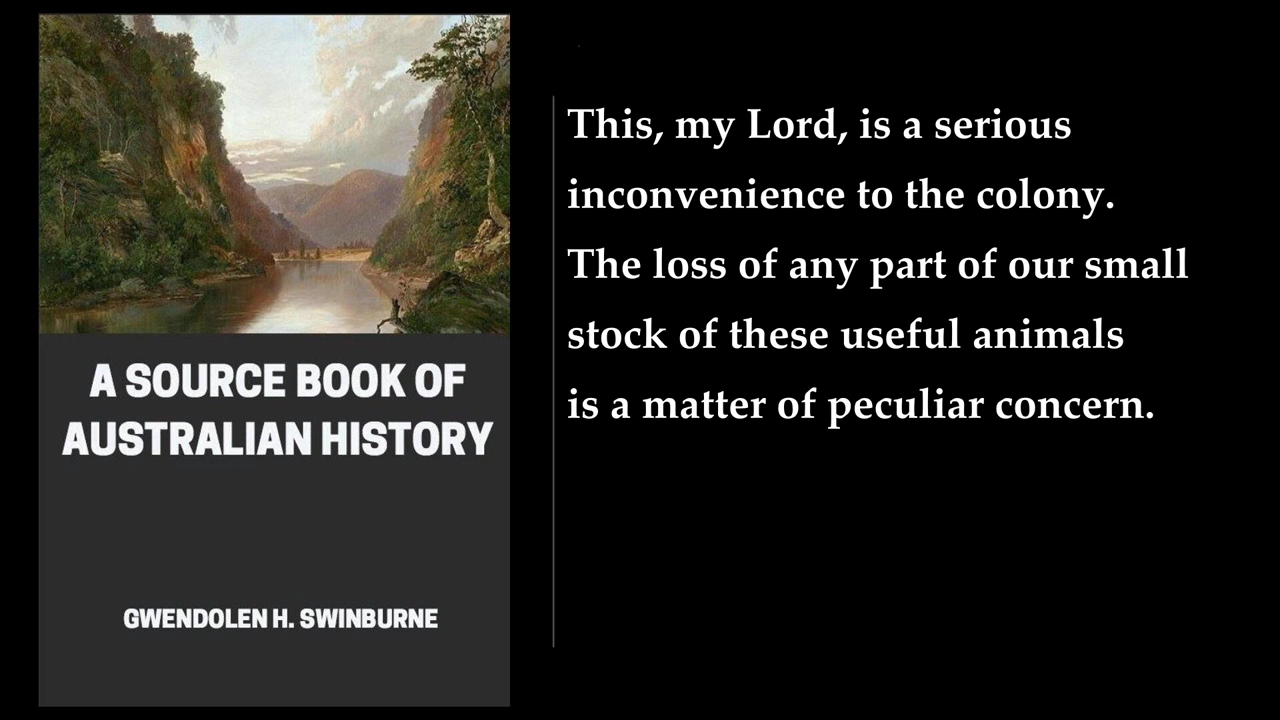 A SOURCE BOOK OF
AUSTRALIAN HISTORY
GWENDOLEN H. SWINBURNE
This, my Lord, is a serious
inconvenience to the colony.
The loss of any part of our small
stock of these useful animals
is a matter of peculiar concern.